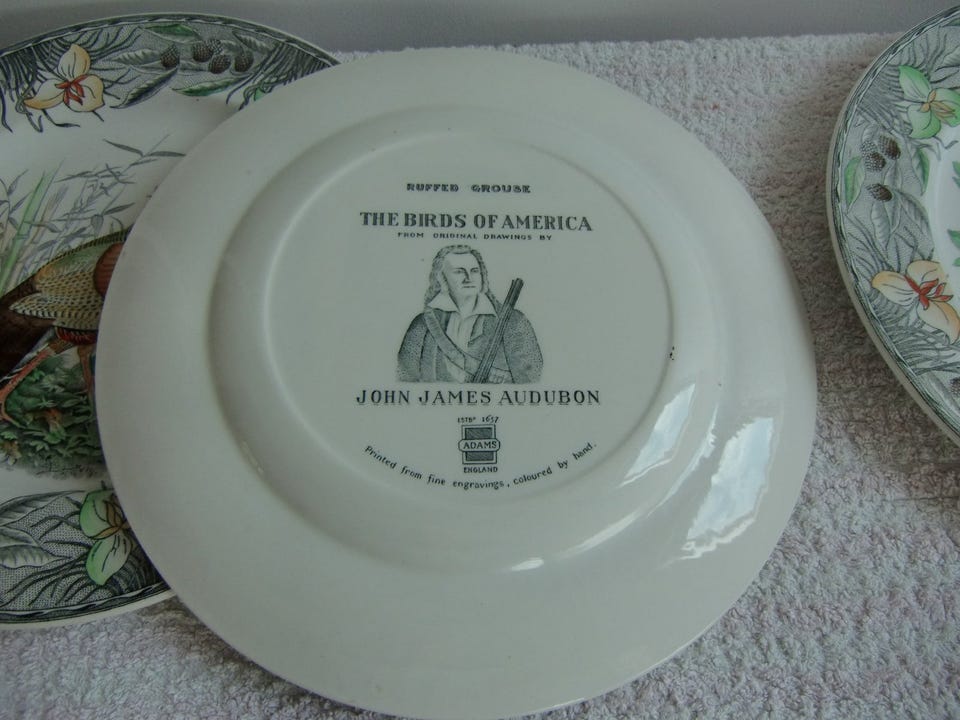 RUFFED GROUSE
THE BIRDS OF AMERICA
FROM ORIGINAL DRAWINGS BY
JOHN JAMES AUDUBON
ESTBD 1657
ADAMS
ENGLAND
Printed from fine engravings, coloured by hand.